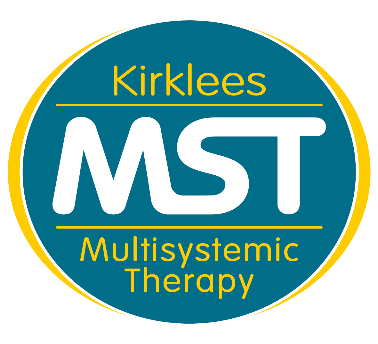 Kirklees
MST
Multisystemic
Therapy